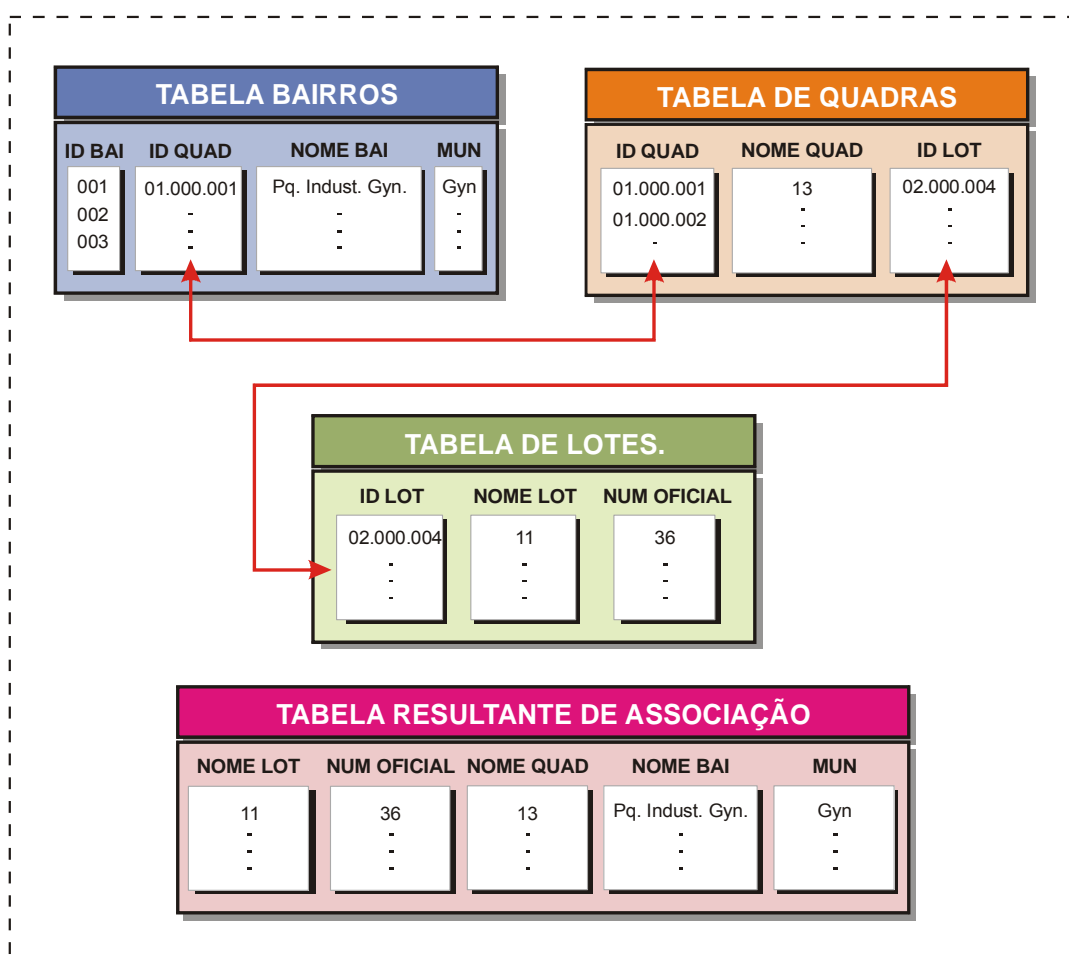 TABELA BAIRROS
ID BAI ID QUAD NOME BAI MUN
001 01.000.001 Pq. Indust. Gyn. Gyn
002 - - -
003 - - -
- - -
TABELA DE QUADRAS
ID QUAD NOME QUAD ID LOT
01.000.001 13 02.000.004
01.000.002 - -
- - -
- -
TABELA DE LOTES.
ID LOT NOME LOT NUM OFICIAL
02.000.004 11 36
- - -
- - -
- - -
TABELA RESULTANTE DE ASSOCIAÇÃO
NOME LOT NUM OFICIAL NOME QUAD NOME BAI MUN
11 36 13 Pq. Indust. Gyn. Gyn
- - - - -
- - - - -
- - - - -